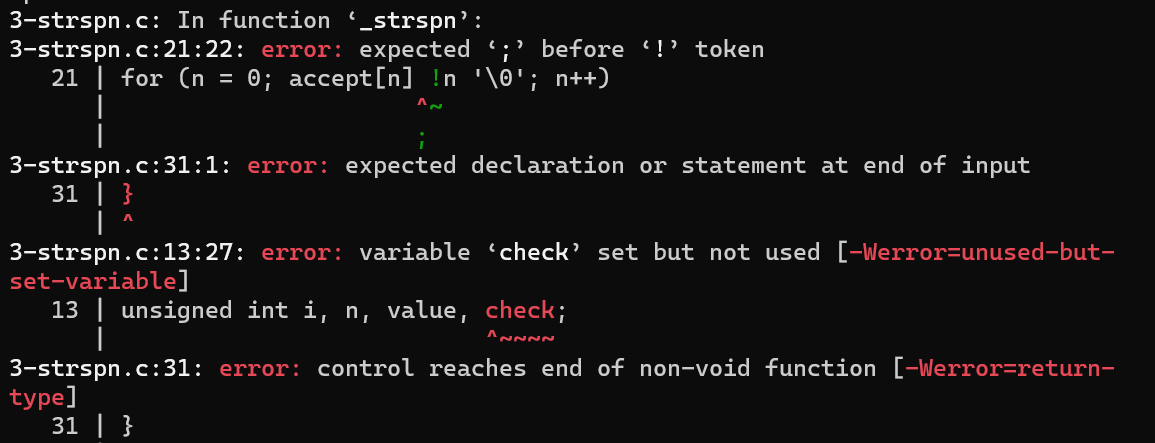 3-strspn.c: In function ‘_strspn’:
3-strspn.c:21:22: error: expected ‘;’ before ‘!’ token
   21 | for (n = 0; accept[n] !n '\0'; n++)
      |                      ^~
      |                      ;
3-strspn.c:31:1: error: expected declaration or statement at end of input
   31 | }
      | ^
3-strspn.c:13:27: error: variable ‘check’ set but not used [-Werror=unused-but-
set-variable]
   13 | unsigned int i, n, value, check;
      |                           ^~~~~
3-strspn.c:31: error: control reaches end of non-void function [-Werror=return-
type]
   31 | }